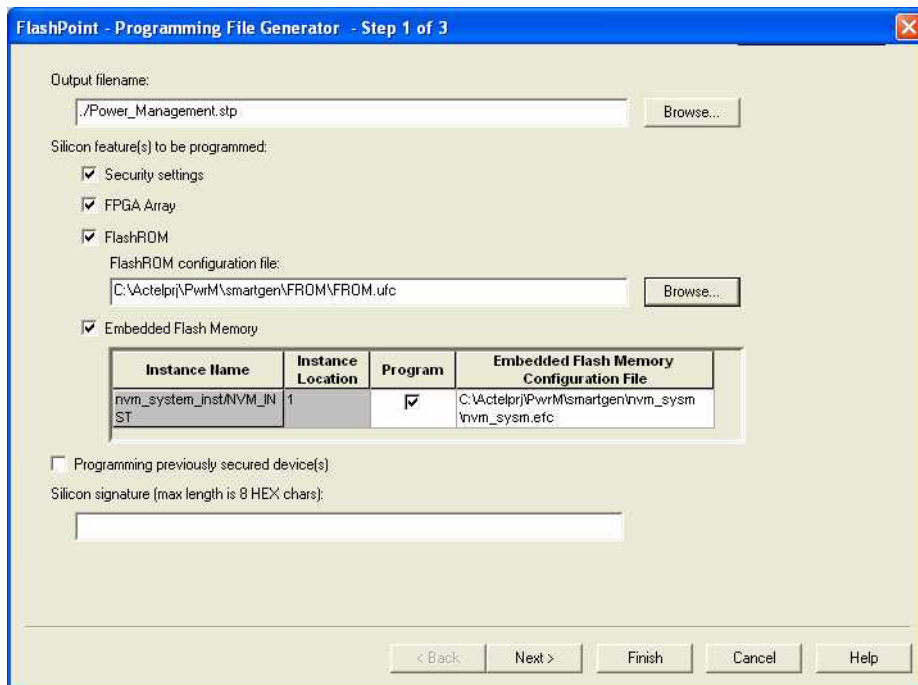 FlashPoint - Programming File Generator - Step 1 of 3
Output filename:
./Power_Management.stp
Browse...
Silicon feature(s) to be programmed:
Security settings
FPGA Array
FlashROM
FlashROM configuration file:
C:\Actelprj\PwrM\smartgen\FROM\FROM.ufc
Browse...
Embedded Flash Memory
Instance Name
Instance
Location
Program
Embedded Flash Memory
Configuration File
nvm_system_inst/NVM_IN
ST
1
C:\Actelprj\PwrM\smartgen\nvm_sysm
\nvm_sysm.efc
Programming previously secured device(s)
Silicon signature (max length is 8 HEX chars):
< Back
Next >
Finish
Cancel
Help